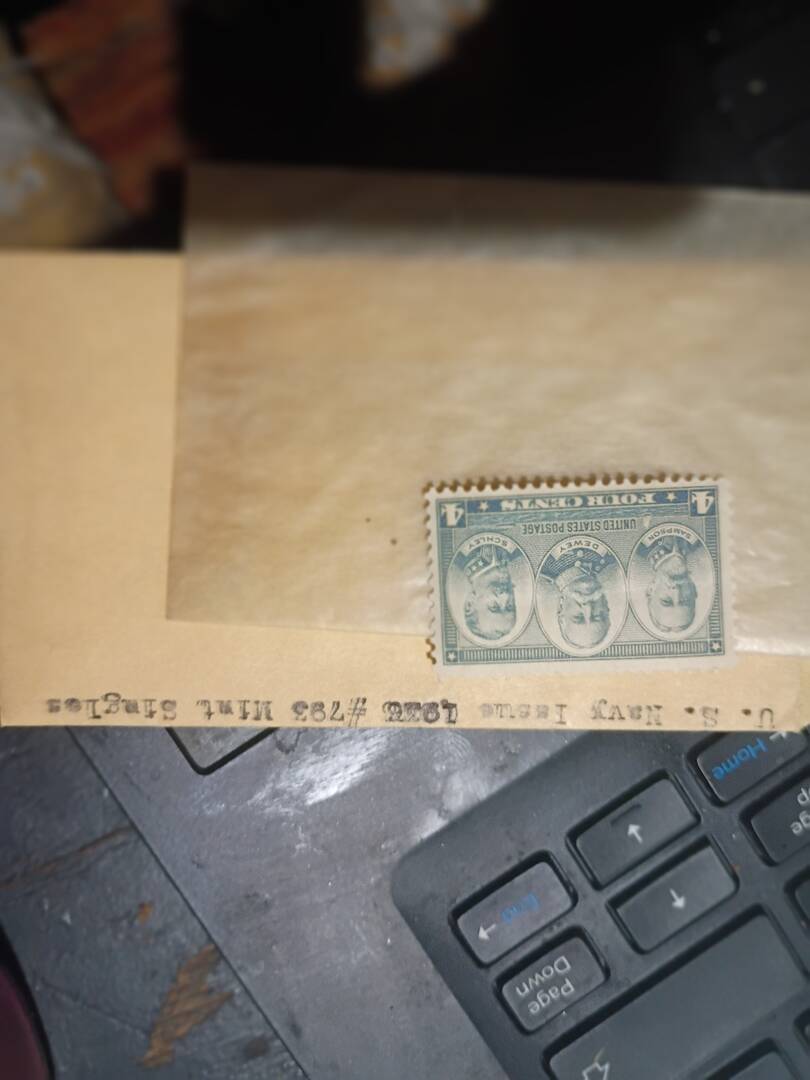 Page
Down
End
Home
U. S. Navy Issue #793 Mint Singles
SAMPSON DEWEY SCHLEY
UNITED STATES POSTAGE
4 FOUR CENTS 4